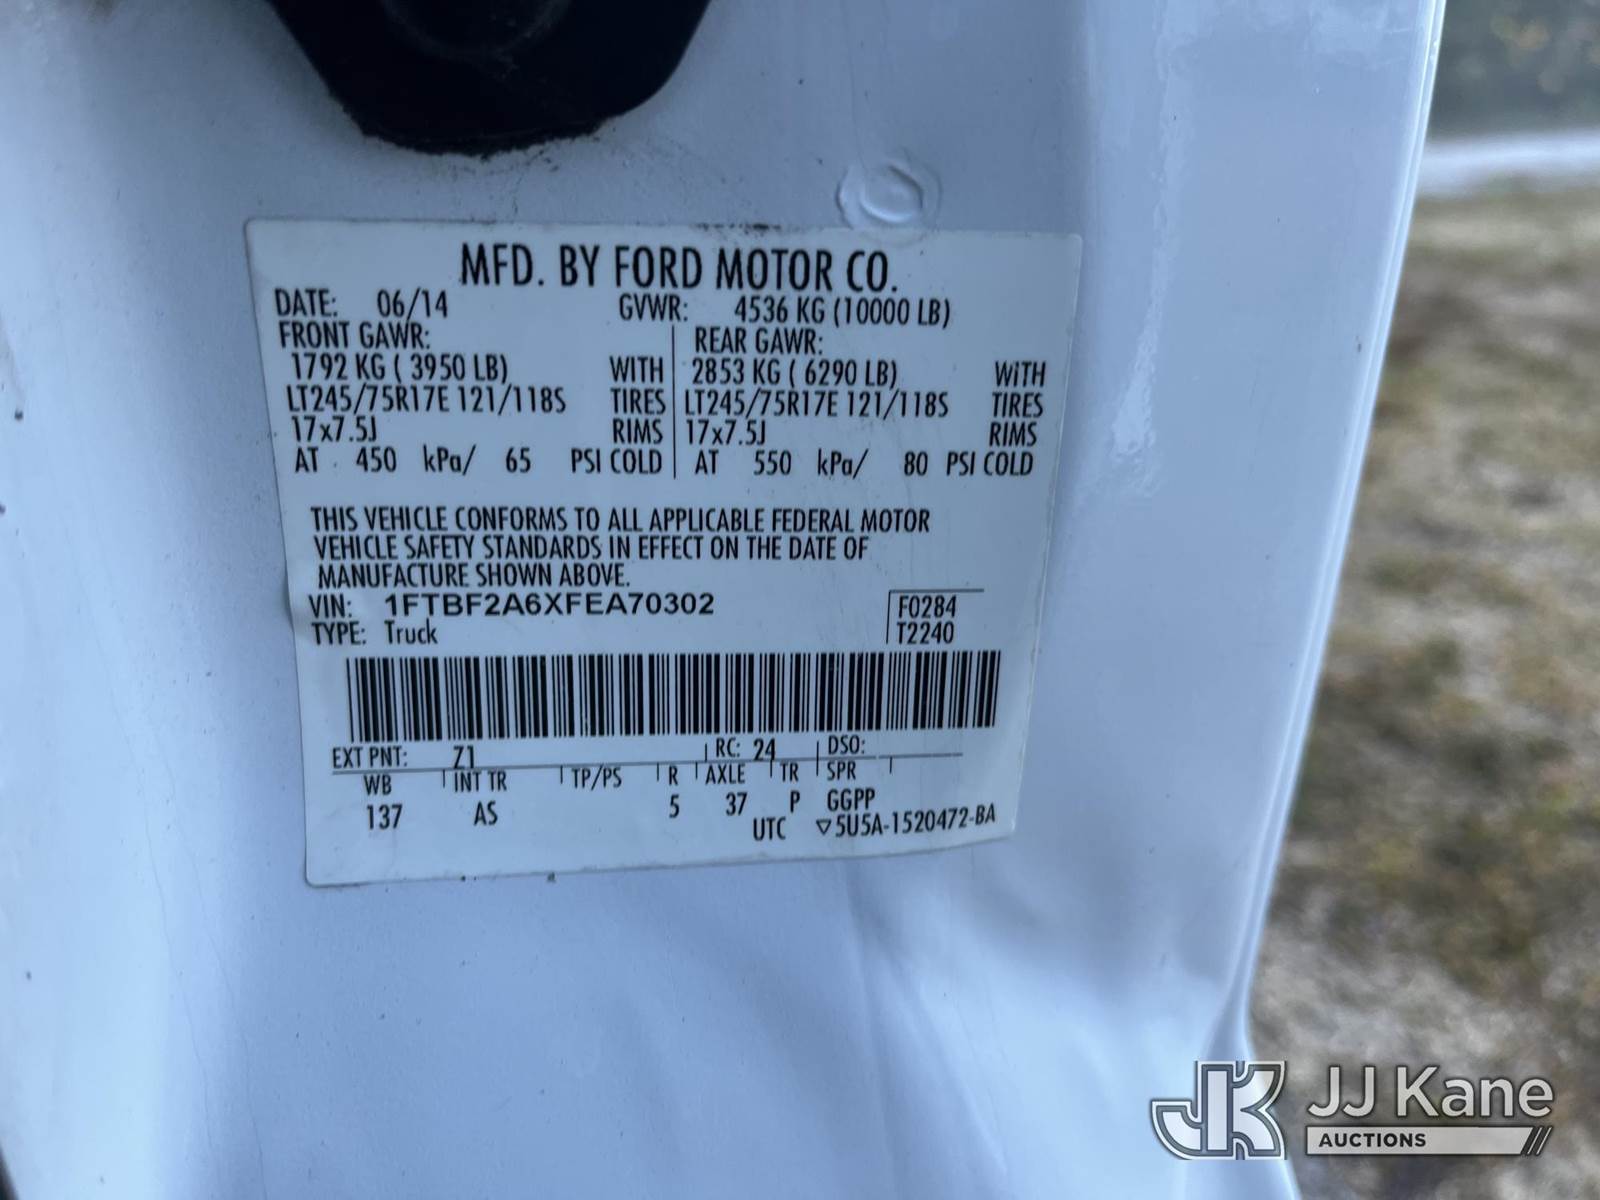 MFD. BY FORD MOTOR CO.
DATE: 06/14 GVWR: 4536 KG (10000 LB)
FRONT GAWR: REAR GAWR:
1792 KG ( 3950 LB) WITH 2853 KG ( 6290 LB) WITH
LT245/75R17E 121/118S TIRES LT245/75R17E 121/118S TIRES
17x7.5J RIMS 17x7.5J RIMS
AT 450 kPa/ 65 PSI COLD AT 550 kPa/ 80 PSI COLD
THIS VEHICLE CONFORMS TO ALL APPLICABLE FEDERAL MOTOR
VEHICLE SAFETY STANDARDS IN EFFECT ON THE DATE OF
MANUFACTURE SHOWN ABOVE.
VIN: 1FTBF2A6XFEA70302 F0284
TYPE: Truck T2240
EXT PNT: Z1 RC: 24 DSO:
WB INT TR TP/PS R AXLE TR SPR
137 AS 5 37 P GGPP
UTC ▽5U5A-1520472-BA
JK JJ Kane
AUCTIONS